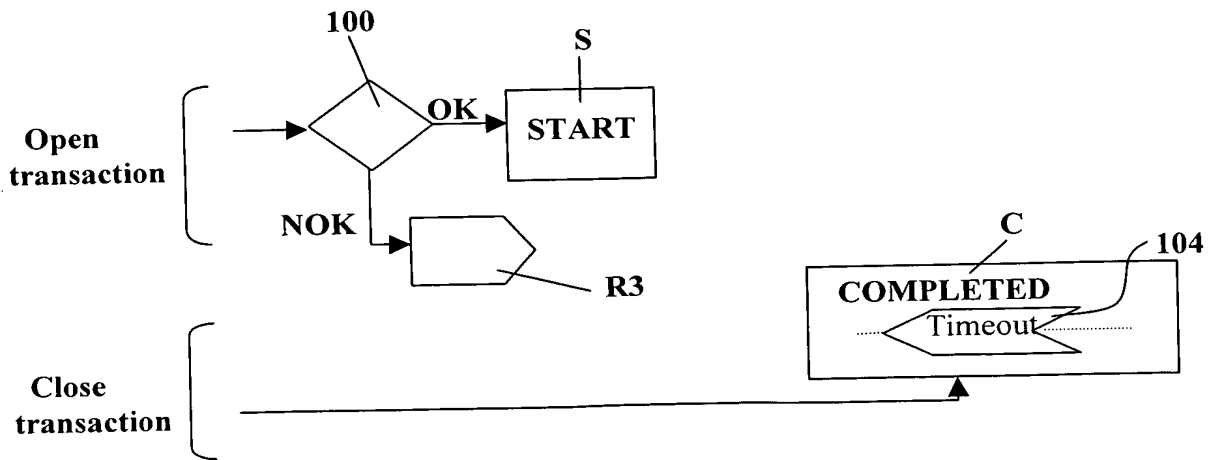 100
S
OK
START
Open
transaction
NOK
R3
C
104
COMPLETED
Timeout
Close
transaction